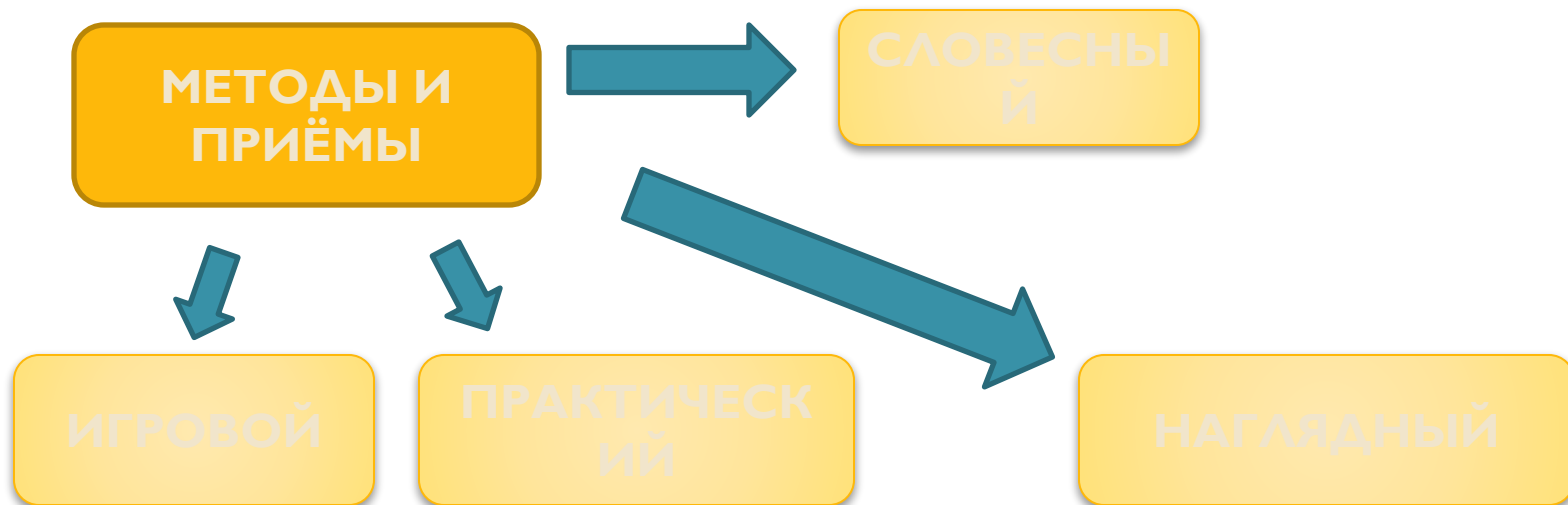 МЕТОДЫ И
ПРИЁМЫ
СЛОВЕСНЫ
Й
ИГРОВОЙ
ПРАКТИЧЕСК
ИЙ
НАГЛЯДНЫЙ